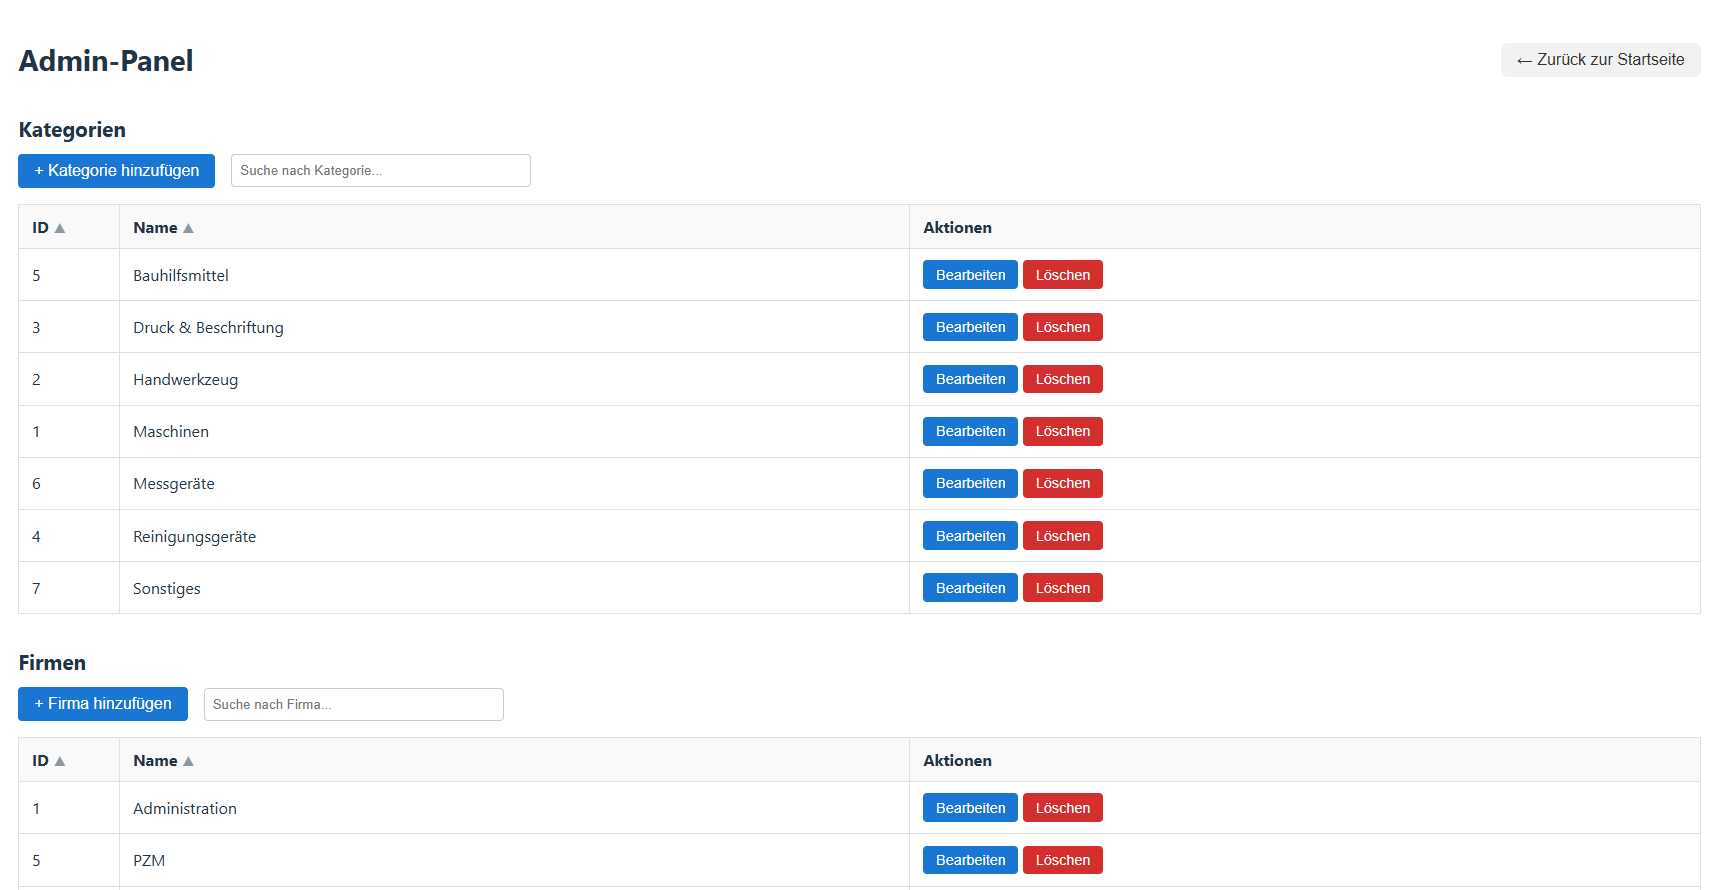 Admin-Panel
← Zurück zur Startseite
Kategorien
+ Kategorie hinzufügen
Suche nach Kategorie...
ID ▲ Name ▲ Aktionen
5 Bauhilfsmittel Bearbeiten Löschen
3 Druck & Beschriftung Bearbeiten Löschen
2 Handwerkzeug Bearbeiten Löschen
1 Maschinen Bearbeiten Löschen
6 Messgeräte Bearbeiten Löschen
4 Reinigungsgeräte Bearbeiten Löschen
7 Sonstiges Bearbeiten Löschen
Firmen
+ Firma hinzufügen
Suche nach Firma...
ID ▲ Name ▲ Aktionen
1 Administration Bearbeiten Löschen
5 PZM Bearbeiten Löschen